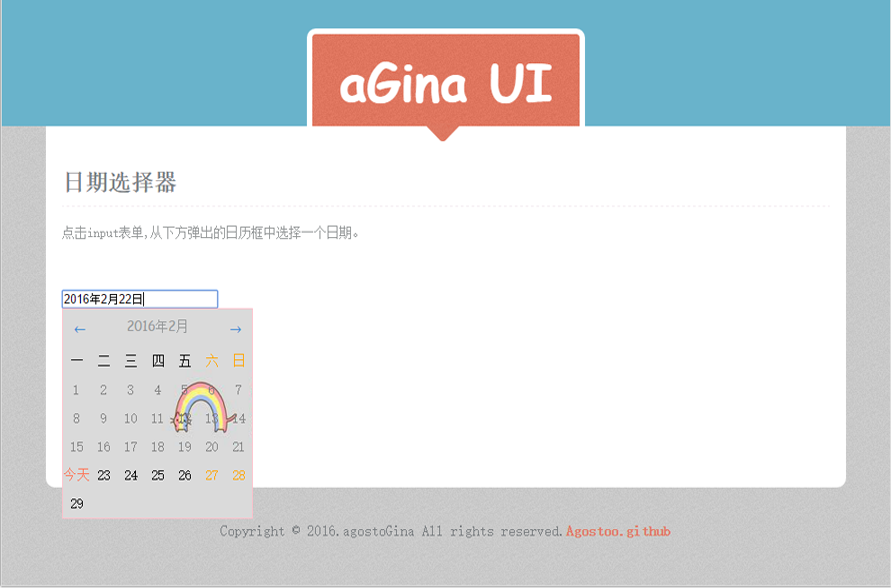 aGina UI
日期选择器
点击input表单,从下方弹出的日历框中选择一个日期。
2016年2月22日
← 2016年2月 →
一 二 三 四 五 六 日
1 2 3 4 5 6 7
8 9 10 11 12 13 14
15 16 17 18 19 20 21
今天 23 24 25 26 27 28
29
Copyright © 2016.agostoGina All rights reserved.Agostoo.github